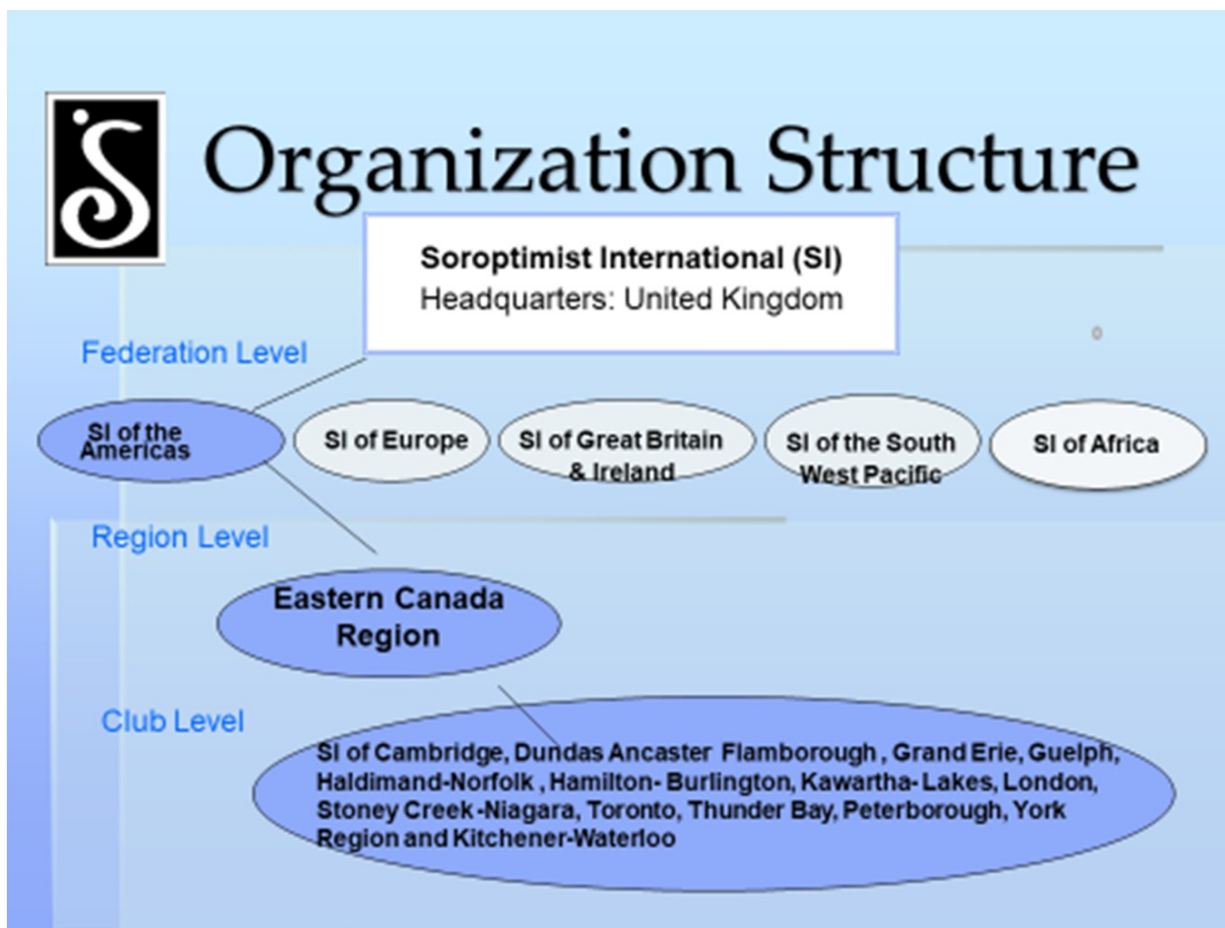 Organization Structure
Soroptimist International (SI)
Headquarters: United Kingdom
Federation Level
SI of the
Americas
SI of Europe
SI of Great Britain
& Ireland
SI of the South
West Pacific
SI of Africa
Region Level
Eastern Canada
Region
Club Level
SI of Cambridge, Dundas Ancaster Flamborough , Grand Erie, Guelph,
Haldimand-Norfolk , Hamilton- Burlington, Kawartha- Lakes, London,
Stoney Creek -Niagara, Toronto, Thunder Bay, Peterborough, York
Region and Kitchener-Waterloo